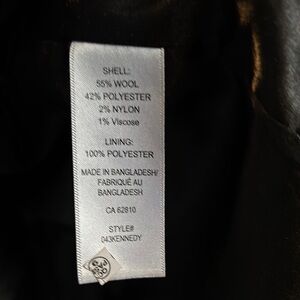 SHELL:
55% WOOL
42% POLYESTER
2% NYLON
1% Viscose
LINING:
100% POLYESTER
MADE IN BANGLADESH/
FABRIQUÉ AU
BANGLADESH
CA 62810
STYLE#
043KENNEDY